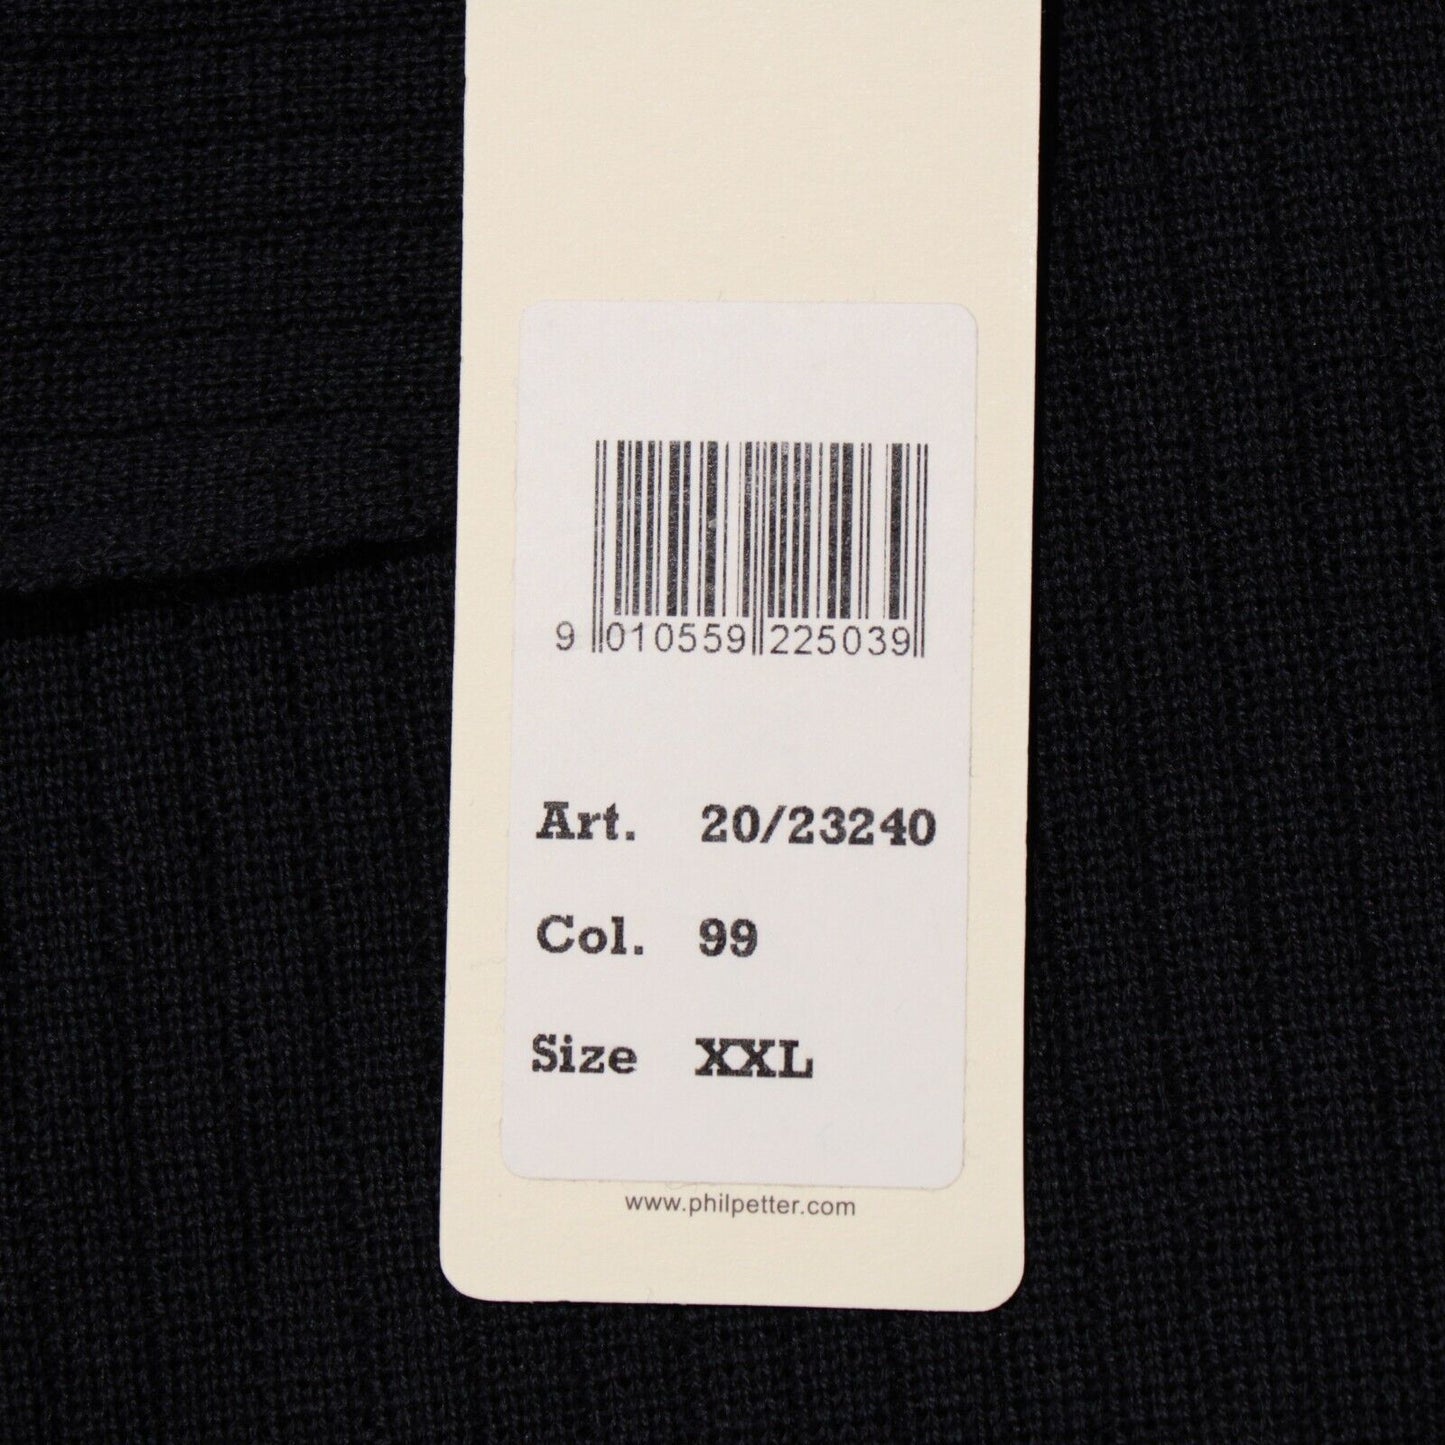 9 010559 225039
Art. 20/23240
Col. 99
Size XXL
www.philpetter.com